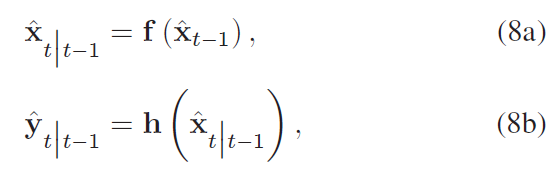 x̂_{t|t−1} = f (x̂_{t−1}) , (8a)
ŷ_{t|t−1} = h (x̂_{t|t−1}) , (8b)